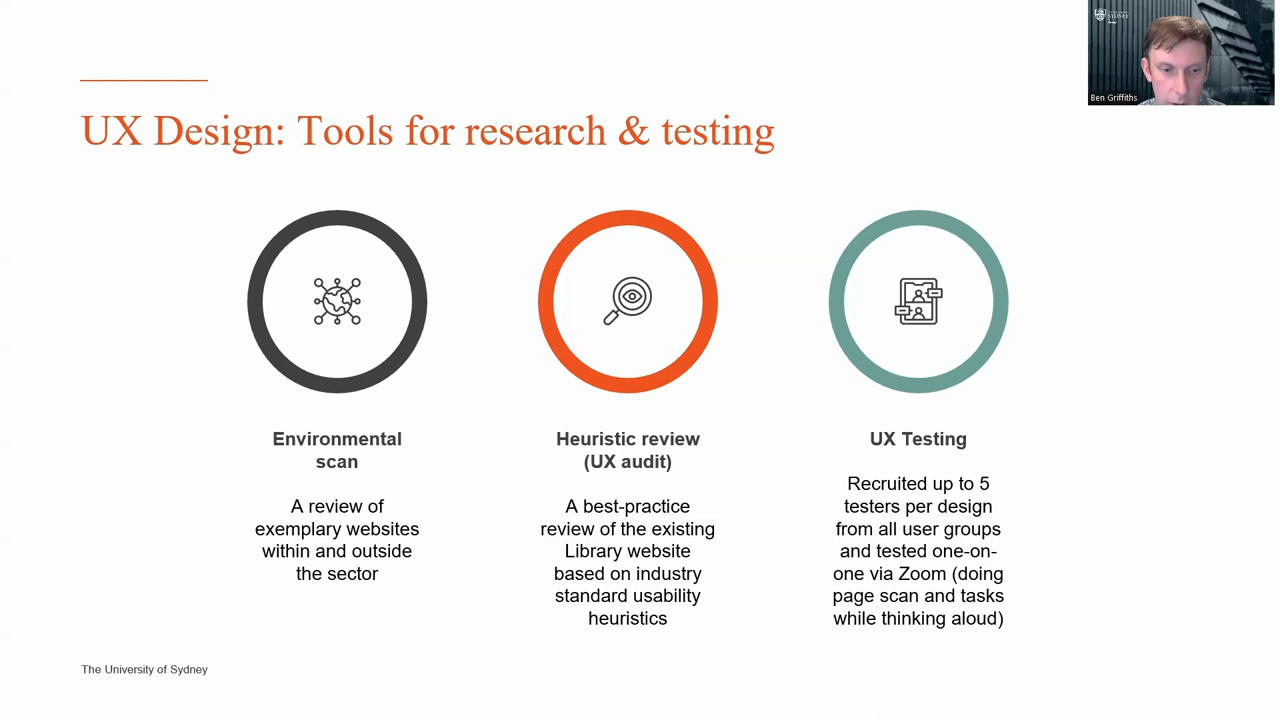 SYDNEY
Ben Griffiths
UX Design: Tools for research & testing
Environmental
scan
A review of
exemplary websites
within and outside
the sector
Heuristic review
(UX audit)
A best-practice
review of the existing
Library website
based on industry
standard usability
heuristics
UX Testing
Recruited up to 5
testers per design
from all user groups
and tested one-on-
one via Zoom (doing
page scan and tasks
while thinking aloud)
The University of Sydney